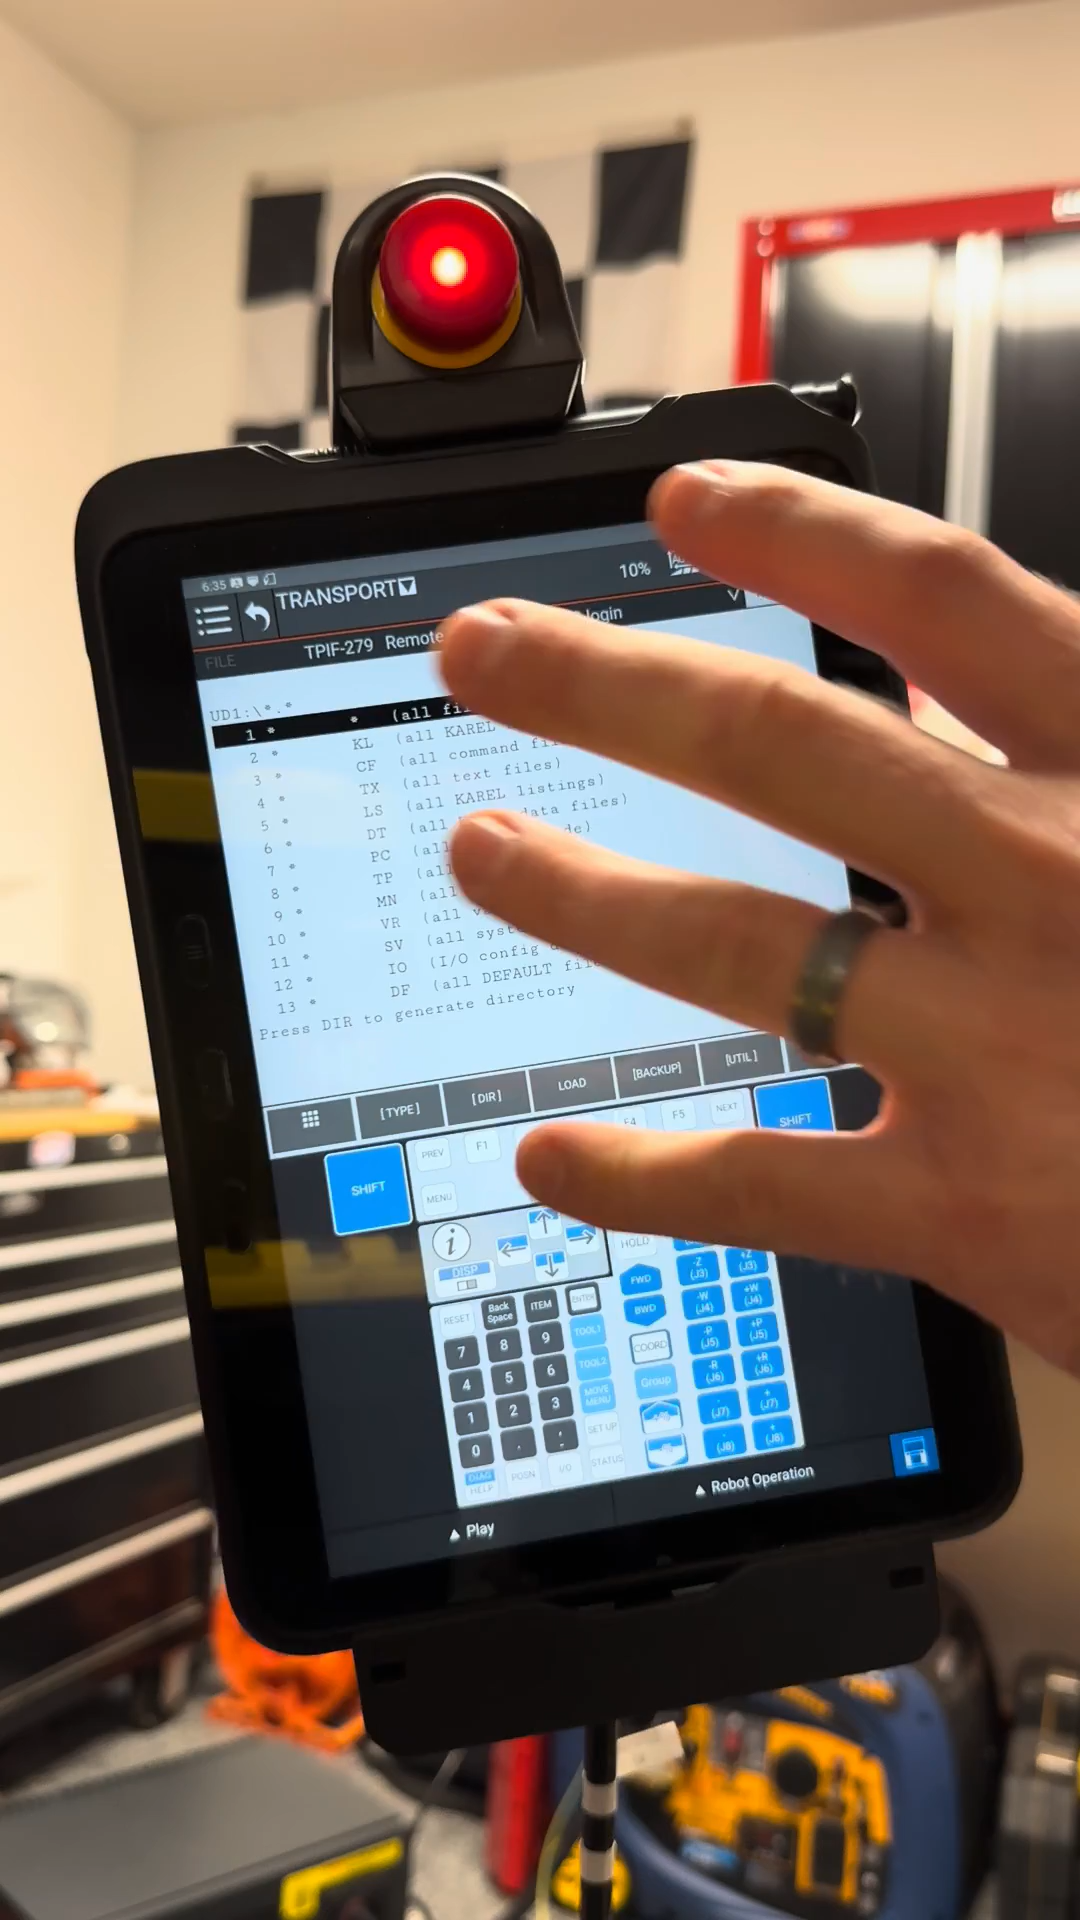 6:35
TRANSPORT
10%
TPIF-279 Remote login
FILE
UD1:\*.*
1 * * (all
2 * KL (all KAREL
3 * CF (all command
4 * TX (all text files)
5 * LS (all KAREL listings)
6 * DT (all data files)
7 * PC (all
8 * TP (all
9 * MN (all
10 * VR (all
11 * SV (all
12 * IO (I/O config
13 * DF (all DEFAULT
Press DIR to generate directory
[TYPE] [DIR] LOAD [BACKUP] [UTIL]
PREV F1 F4 F5 NEXT SHIFT
SHIFT MENU
i
DISP
HOLD
-Z (J3) +Z (J3)
FWD
BWD
-W (J4) +W (J4)
RESET Back Space ITEM ENTER
7 8 9 TOOL1
COORD
-P (J5) +P (J5)
4 5 6 TOOL2
Group
-R (J6) +R (J6)
1 2 3 MOVE MENU
- (J7) + (J7)
0 . SET UP
- (J8) + (J8)
DIAG HELP POSN I/O STATUS
Play
Robot Operation